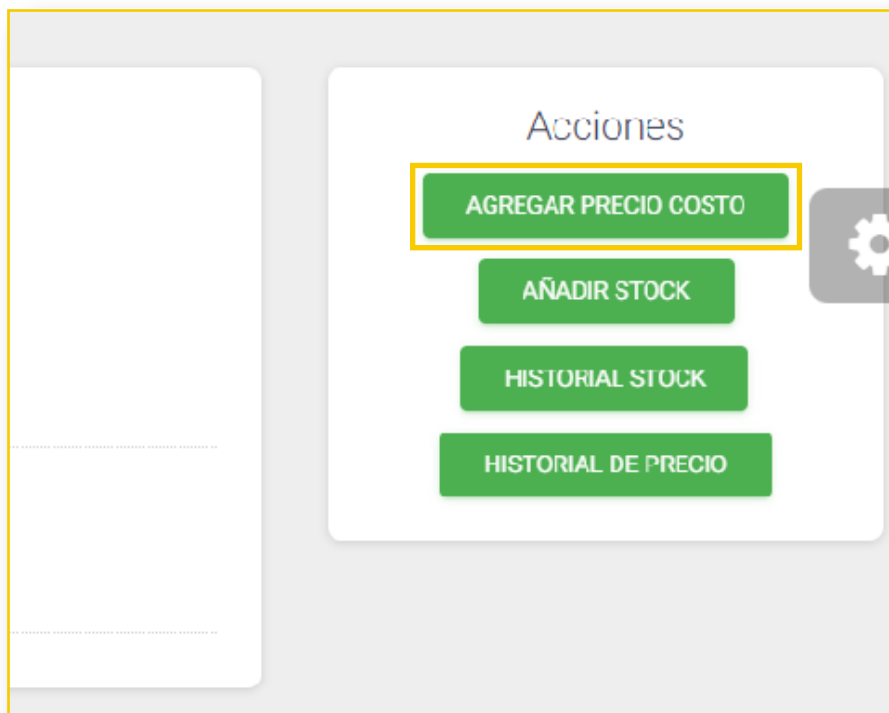 Acciones
AGREGAR PRECIO COSTO
AÑADIR STOCK
HISTORIAL STOCK
HISTORIAL DE PRECIO